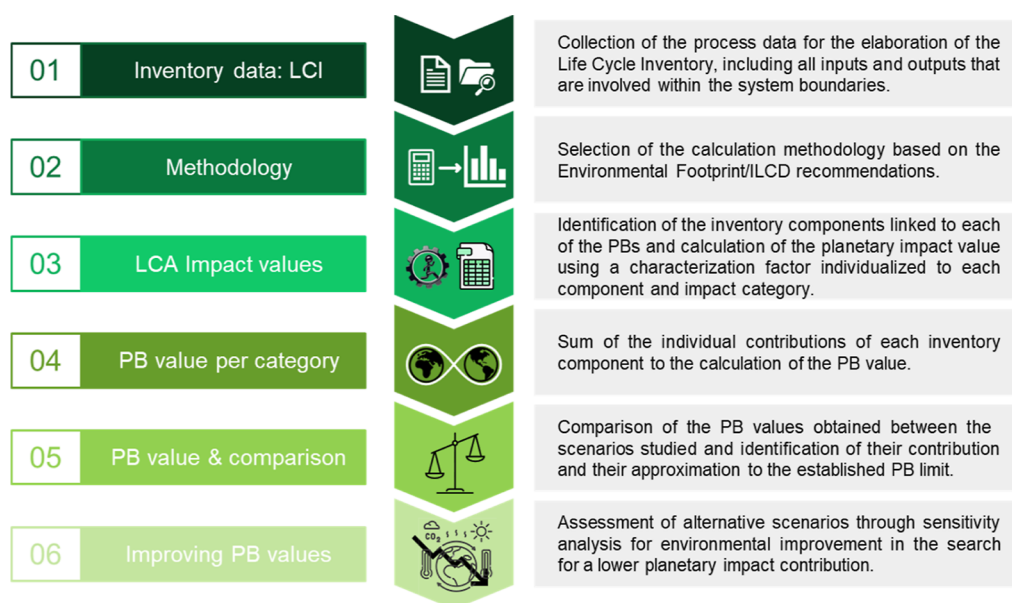 01
Inventory data: LCI
Collection of the process data for the elaboration of the
Life Cycle Inventory, including all inputs and outputs that
are involved within the system boundaries.
02
Methodology
Selection of the calculation methodology based on the
Environmental Footprint/ILCD recommendations.
03
LCA Impact values
Identification of the inventory components linked to each
of the PBs and calculation of the planetary impact value
using a characterization factor individualized to each
component and impact category.
04
PB value per category
Sum of the individual contributions of each inventory
component to the calculation of the PB value.
05
PB value & comparison
Comparison of the PB values obtained between the
scenarios studied and identification of their contribution
and their approximation to the established PB limit.
06
Improving PB values
CO₂
Assessment of alternative scenarios through sensitivity
analysis for environmental improvement in the search
for a lower planetary impact contribution.